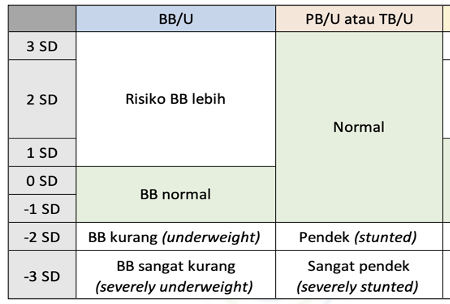 BB/U PB/U atau TB/U
3 SD
2 SD Risiko BB lebih
Normal
1 SD
0 SD
BB normal
-1 SD
-2 SD BB kurang (underweight) Pendek (stunted)
-3 SD BB sangat kurang Sangat pendek
(severely underweight) (severely stunted)